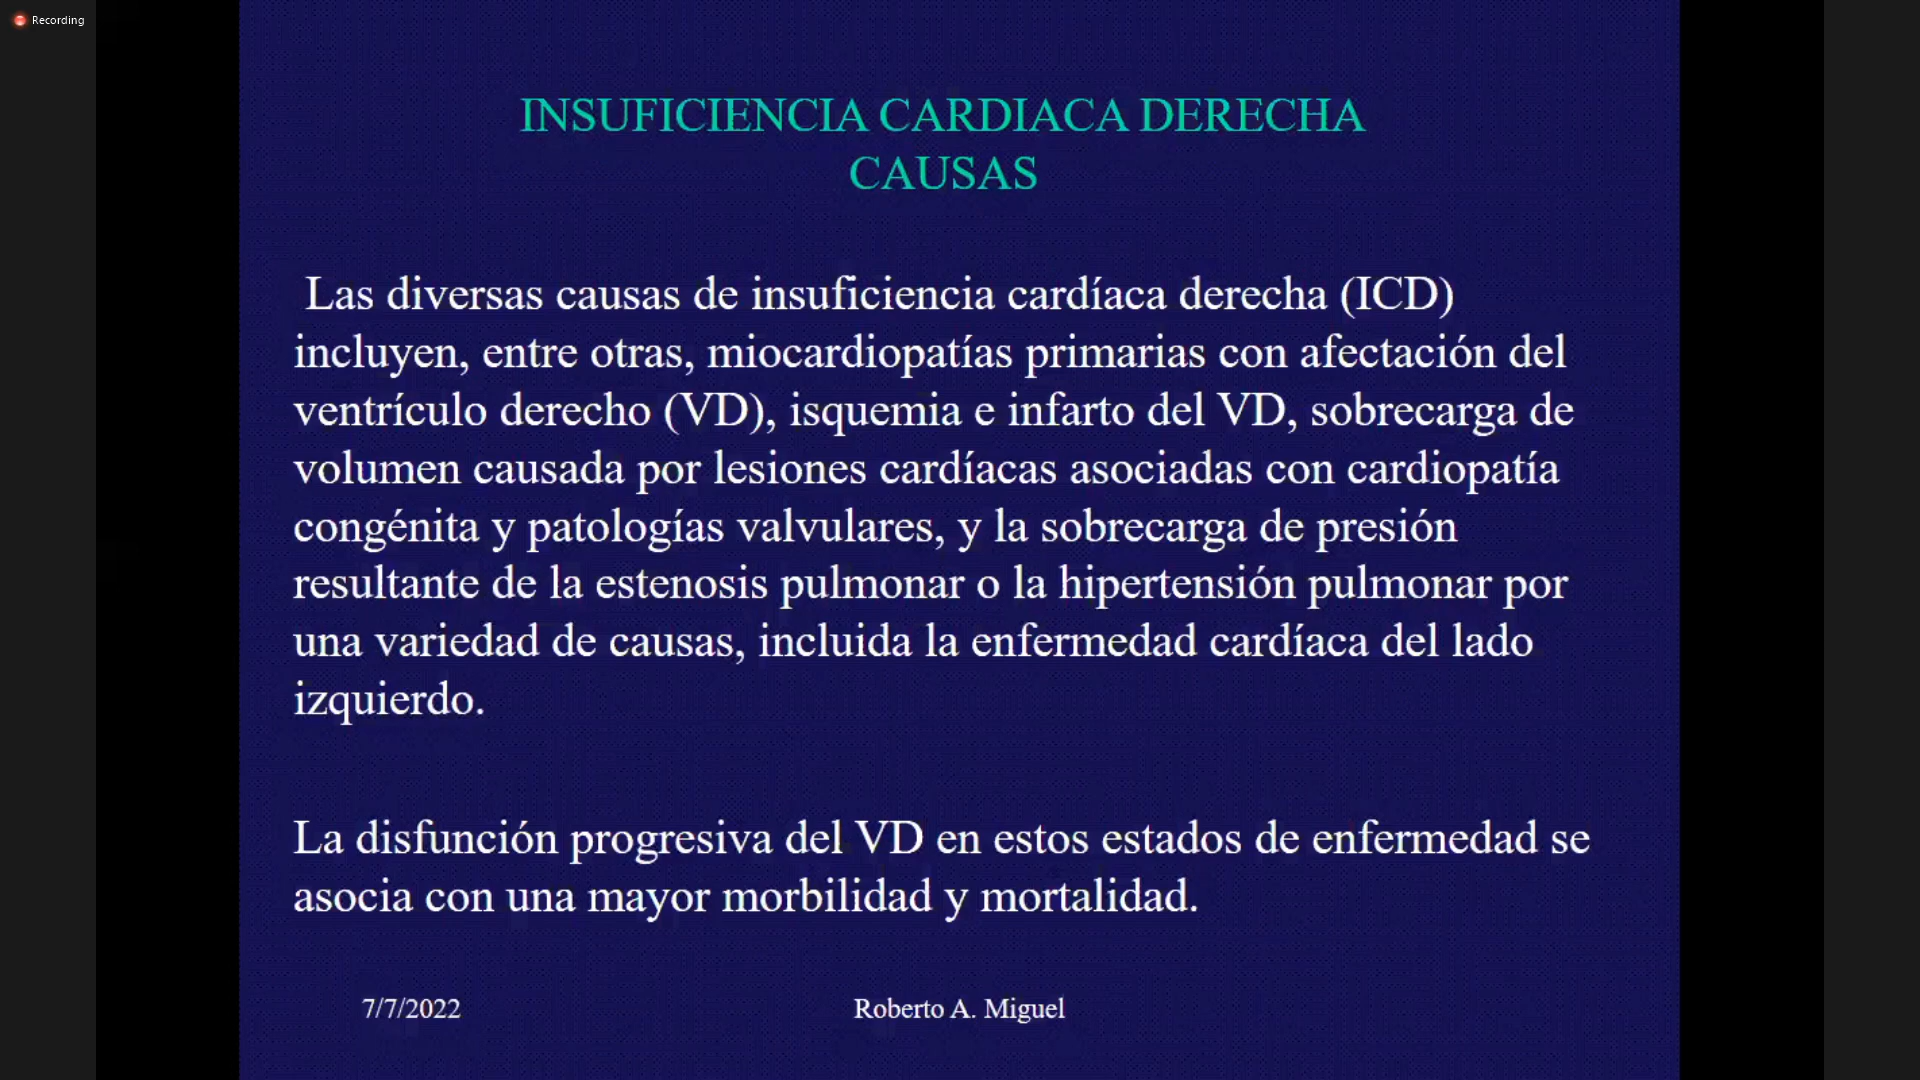 Recording
INSUFICIENCIA CARDIACA DERECHA
CAUSAS
Las diversas causas de insuficiencia cardíaca derecha (ICD)
incluyen, entre otras, miocardiopatías primarias con afectación del
ventrículo derecho (VD), isquemia e infarto del VD, sobrecarga de
volumen causada por lesiones cardíacas asociadas con cardiopatía
congénita y patologías valvulares, y la sobrecarga de presión
resultante de la estenosis pulmonar o la hipertensión pulmonar por
una variedad de causas, incluida la enfermedad cardíaca del lado
izquierdo.
La disfunción progresiva del VD en estos estados de enfermedad se
asocia con una mayor morbilidad y mortalidad.
7/7/2022
Roberto A. Miguel